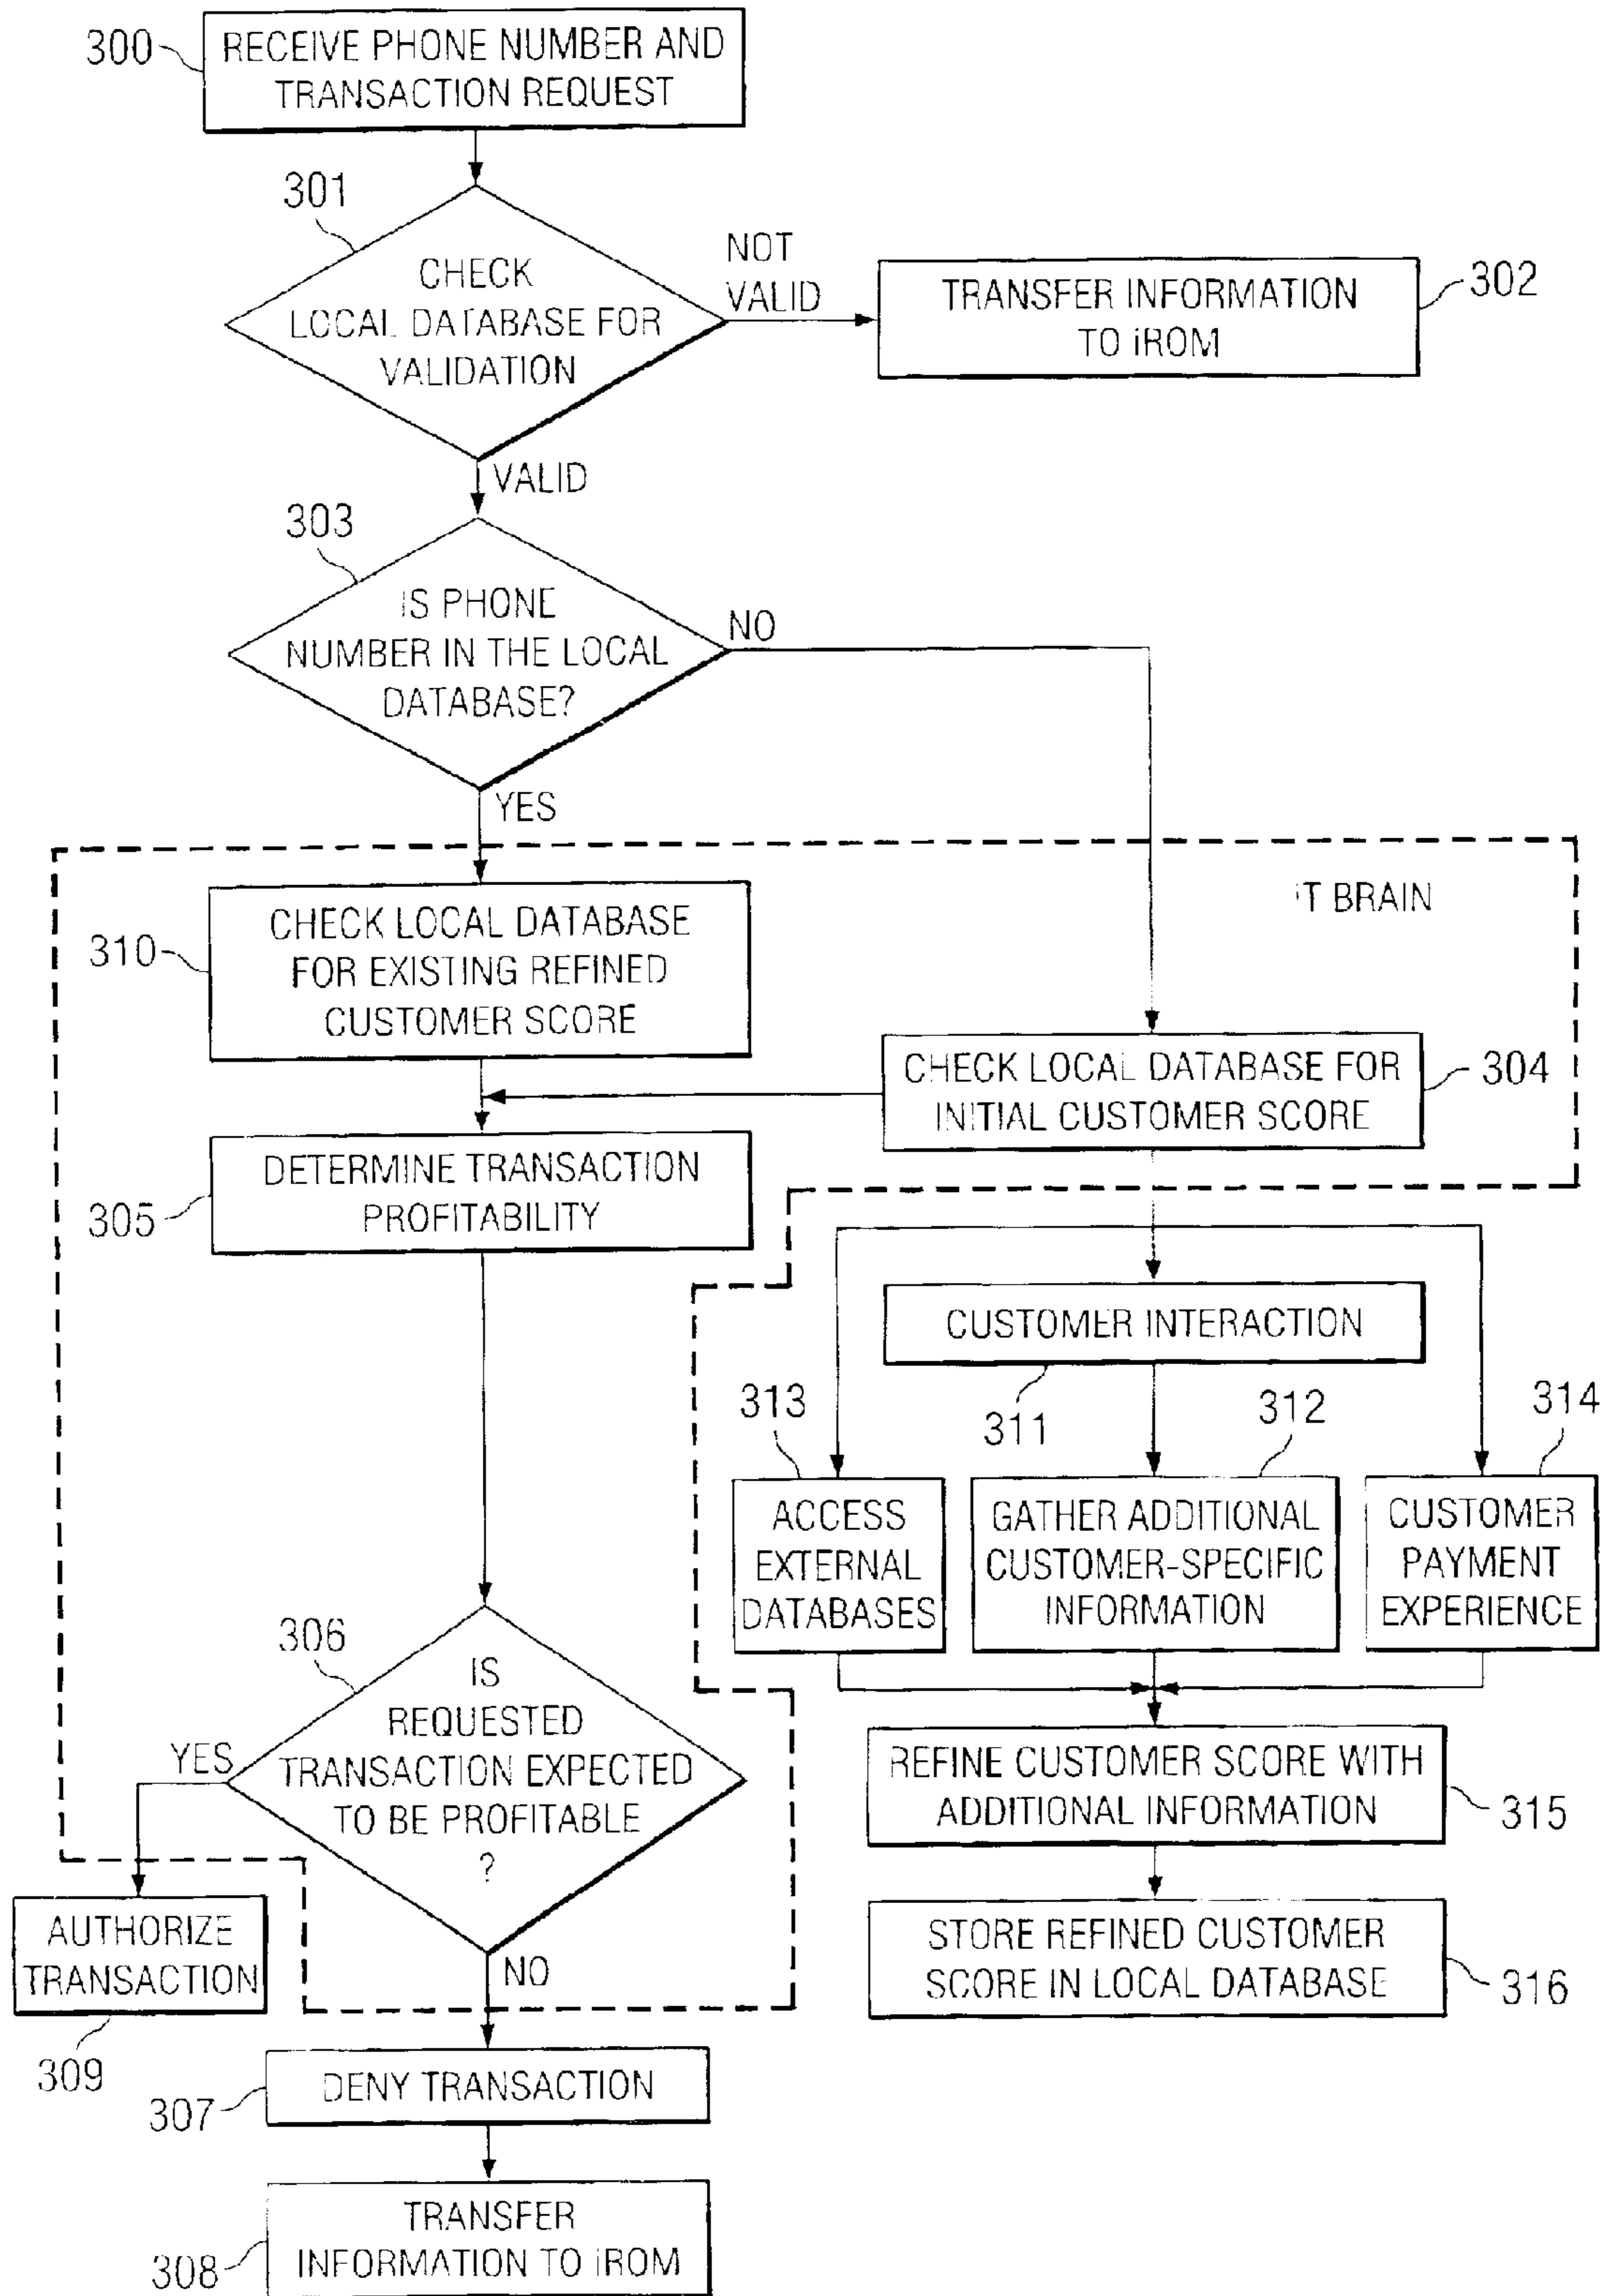 300
RECEIVE PHONE NUMBER AND
TRANSACTION REQUEST
301
CHECK
LOCAL DATABASE FOR
VALIDATION
NOT
VALID
TRANSFER INFORMATION
TO iROM
302
VALID
303
IS PHONE
NUMBER IN THE LOCAL
DATABASE?
NO
YES
BRAIN
310
CHECK LOCAL DATABASE
FOR EXISTING REFINED
CUSTOMER SCORE
CHECK LOCAL DATABASE FOR
INITIAL CUSTOMER SCORE
304
305
DETERMINE TRANSACTION
PROFITABILITY
CUSTOMER INTERACTION
311
313
312
314
ACCESS
EXTERNAL
DATABASES
GATHER ADDITIONAL
CUSTOMER-SPECIFIC
INFORMATION
CUSTOMER
PAYMENT
EXPERIENCE
306
IS
REQUESTED
TRANSACTION EXPECTED
TO BE PROFITABLE
?
YES
NO
REFINE CUSTOMER SCORE WITH
ADDITIONAL INFORMATION
315
STORE REFINED CUSTOMER
SCORE IN LOCAL DATABASE
316
AUTHORIZE
TRANSACTION
309
307
DENY TRANSACTION
308
TRANSFER
INFORMATION TO iROM